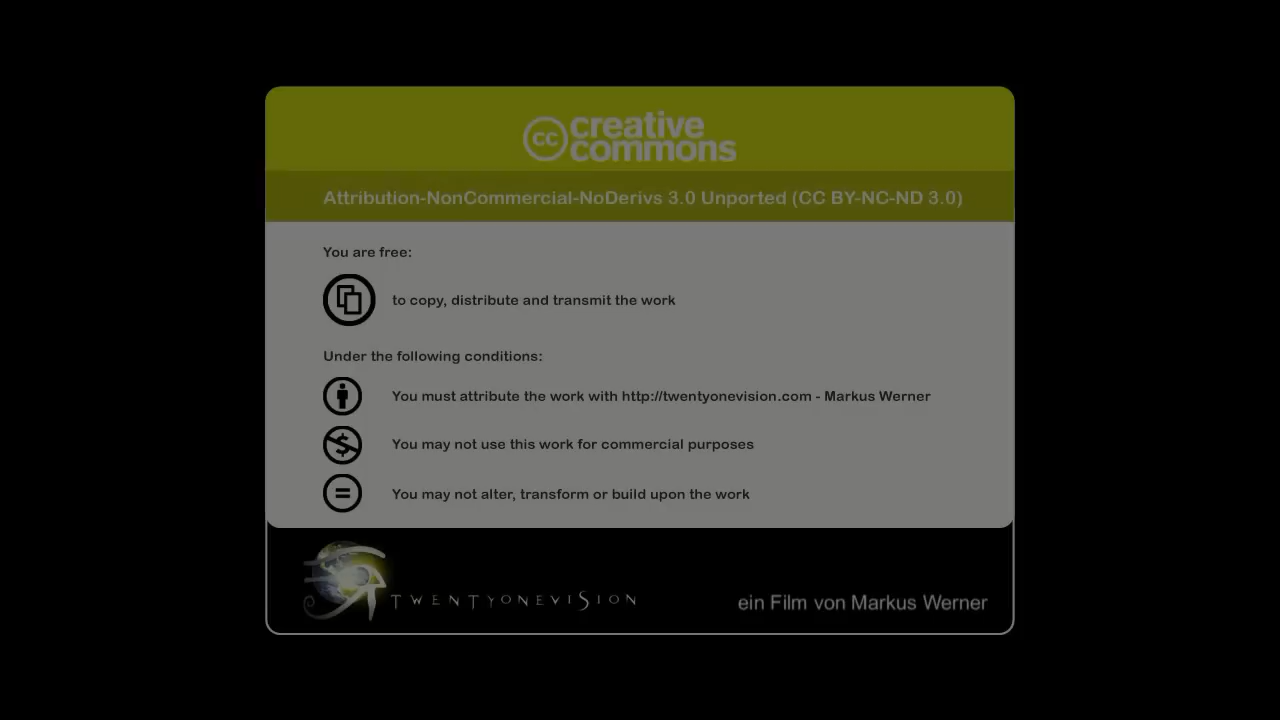 cc creative commons
Attribution-NonCommercial-NoDerivs 3.0 Unported (CC BY-NC-ND 3.0)
You are free:
to copy, distribute and transmit the work
Under the following conditions:
You must attribute the work with http://twentyonevision.com - Markus Werner
$ You may not use this work for commercial purposes
= You may not alter, transform or build upon the work
TWENTYONEVISION
ein Film von Markus Werner